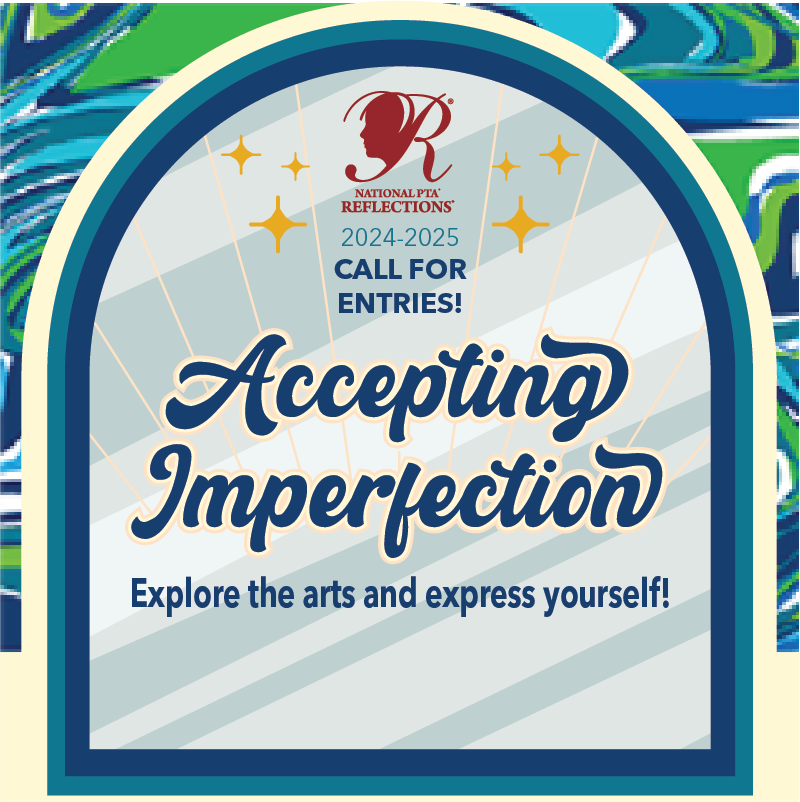 R®
NATIONAL PTA®
REFLECTIONS®
2024-2025
CALL FOR
ENTRIES!
Accepting
Imperfection
Explore the arts and express yourself!